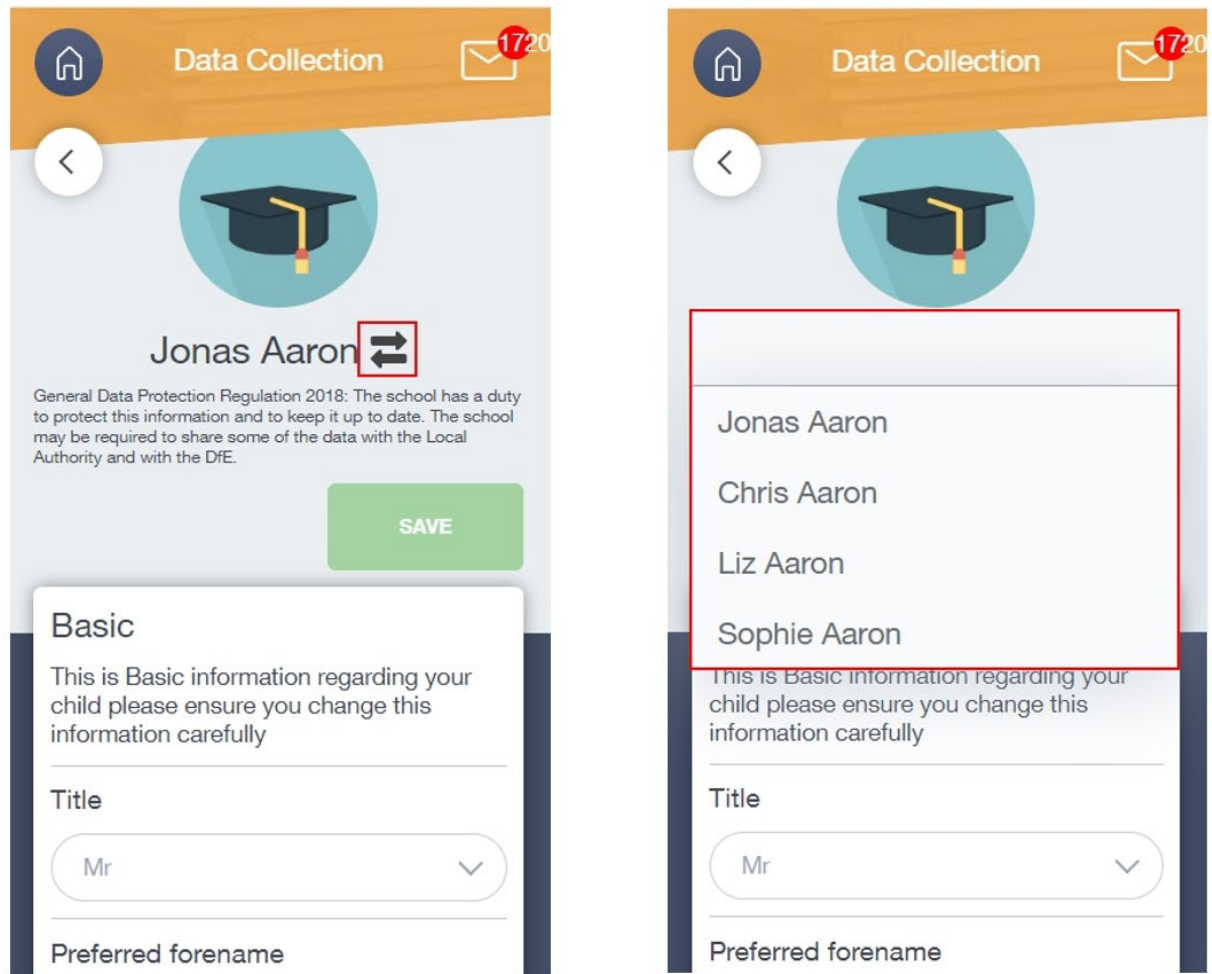 Data Collection
1720
Jonas Aaron
General Data Protection Regulation 2018: The school has a duty
to protect this information and to keep it up to date. The school
may be required to share some of the data with the Local
Authority and with the DfE.
SAVE
Basic
This is Basic information regarding your
child please ensure you change this
information carefully
Title
Mr
Preferred forename
Data Collection
1720
Jonas Aaron
Chris Aaron
Liz Aaron
Sophie Aaron
This is Basic information regarding your
child please ensure you change this
information carefully
Title
Mr
Preferred forename